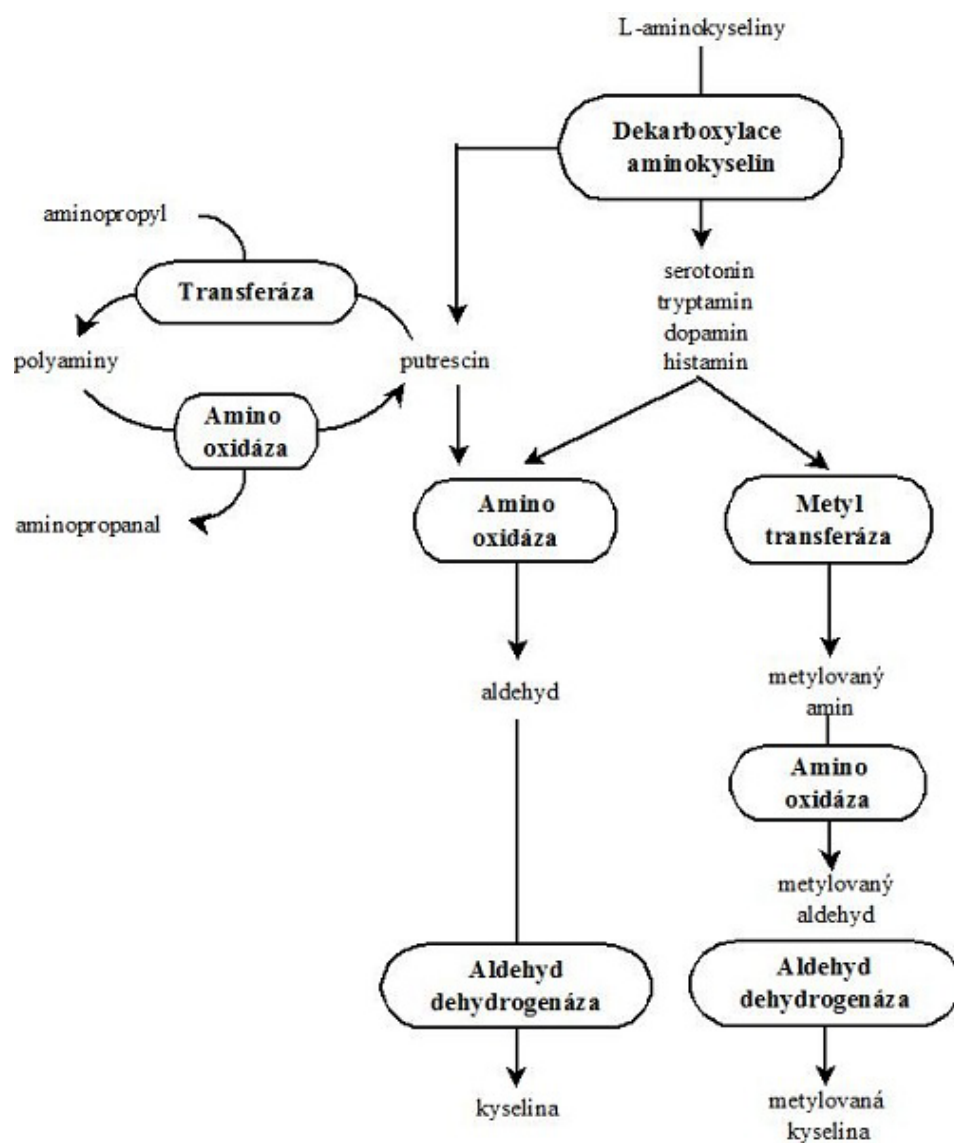 L-aminokyseliny
Dekarboxylace
aminokyselin
aminopropyl
Transferáza
serotonin
tryptamin
dopamin
histamin
polyaminy
putrescin
Amino
oxidáza
aminopropanal
Amino
oxidáza
Metyl
transferáza
aldehyd
metylovaný
amin
Amino
oxidáza
metylovaný
aldehyd
Aldehyd
dehydrogenáza
Aldehyd
dehydrogenáza
kyselina
metylovaná
kyselina